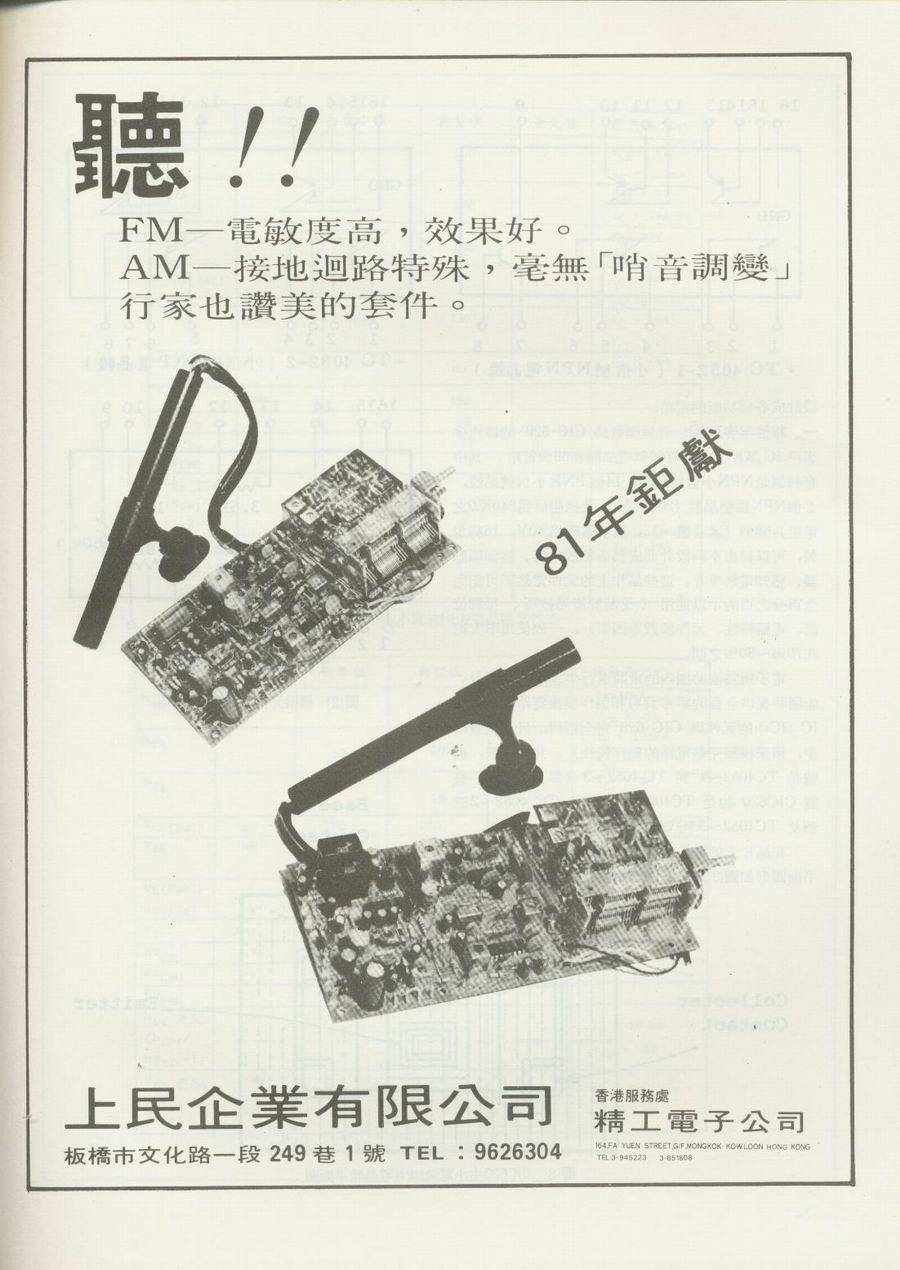 聽!!
FM—電敏度高，效果好。
AM—接地迴路特殊，毫無「哨音調變」
行家也讚美的套件。
81年鉅獻
上民企業有限公司
板橋市文化路一段 249 巷 1 號 TEL：9626304
香港服務處
精工電子公司
164.FA YUEN STREET.G/F.MONGKOK KOWLOON HONG KONG
TEL.3-945223 3-851808